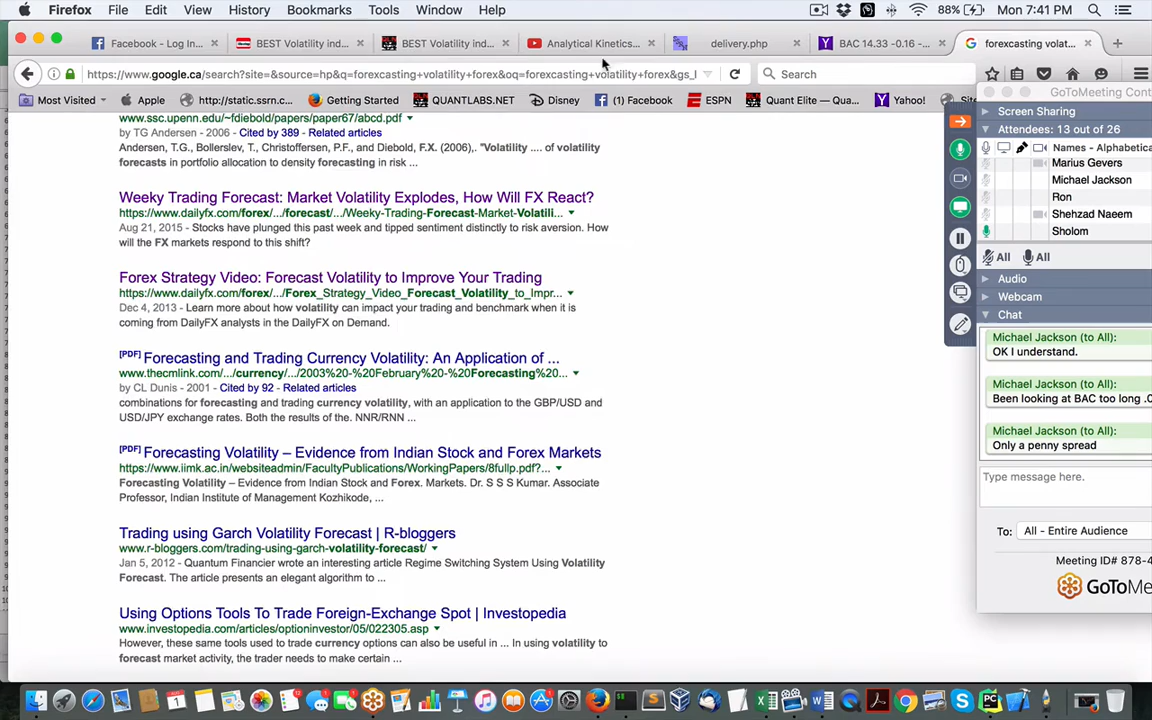 Firefox File Edit View History Bookmarks Tools Window Help 88% Mon 7:41 PM
Facebook - Log In... BEST Volatility ind... BEST Volatility ind... Analytical Kinetics... delivery.php BAC 14.33 -0.16 -... forexcasting volat...
https://www.google.ca/search?site=&source=hp&q=forexcasting+volatility+forex&oq=forexcasting+volatility+forex&gs_l Search
Most Visited Apple http://static.ssrn.c... Getting Started QUANTLABS.NET Disney Facebook ESPN Quant Elite — Qua... Yahoo!
GoToMeeting Cont
www.ssc.upenn.edu/~fdiebold/papers/paper67/abcd.pdf
by TG Andersen - 2006 - Cited by 389 - Related articles
Andersen, T.G., Bollerslev, T., Christoffersen, P.F., and Diebold, F.X. (2006), "Volatility .... of volatility
forecasts in portfolio allocation to density forecasting in risk ...
Weeky Trading Forecast: Market Volatility Explodes, How Will FX React?
https://www.dailyfx.com/forex/.../forecast/.../Weeky-Trading-Forecast-Market-Volatili...
Aug 21, 2015 - Stocks have plunged this past week and tipped sentiment distinctly to risk aversion. How
will the FX markets respond to this shift?
Forex Strategy Video: Forecast Volatility to Improve Your Trading
https://www.dailyfx.com/forex/.../Forex_Strategy_Video_Forecast_Volatility_to_Impr...
Dec 4, 2013 - Learn more about how volatility can impact your trading and benchmark when it is
coming from DailyFX analysts in the DailyFX on Demand.
[PDF] Forecasting and Trading Currency Volatility: An Application of ...
www.thecmlink.com/.../currency/.../2003%20-%20February%20-%20Forecasting%20...
by CL Dunis - 2001 - Cited by 92 - Related articles
combinations for forecasting and trading currency volatility, with an application to the GBP/USD and
USD/JPY exchange rates. Both the results of the. NNR/RNN ...
[PDF] Forecasting Volatility – Evidence from Indian Stock and Forex Markets
https://www.iimk.ac.in/websiteadmin/FacultyPublications/WorkingPapers/8fullp.pdf?...
Forecasting Volatility – Evidence from Indian Stock and Forex. Markets. Dr. S S S Kumar. Associate
Professor, Indian Institute of Management Kozhikode, ...
Trading using Garch Volatility Forecast | R-bloggers
www.r-bloggers.com/trading-using-garch-volatility-forecast/
Jan 5, 2012 - Quantum Financier wrote an interesting article Regime Switching System Using Volatility
Forecast. The article presents an elegant algorithm to ...
Using Options Tools To Trade Foreign-Exchange Spot | Investopedia
www.investopedia.com/articles/optioninvestor/05/022305.asp
However, these same tools used to trade currency options can also be useful in ... In using volatility to
forecast market activity, the trader needs to make certain ...
Screen Sharing
Attendees: 13 out of 26
Names - Alphabetica
Marius Gevers
Michael Jackson
Ron
Shehzad Naeem
Sholom
All All
Audio
Webcam
Chat
Michael Jackson (to All):
OK I understand.
Michael Jackson (to All):
Been looking at BAC too long .0
Michael Jackson (to All):
Only a penny spread
Type message here.
To: All - Entire Audience
Meeting ID# 878-4
GoToMe